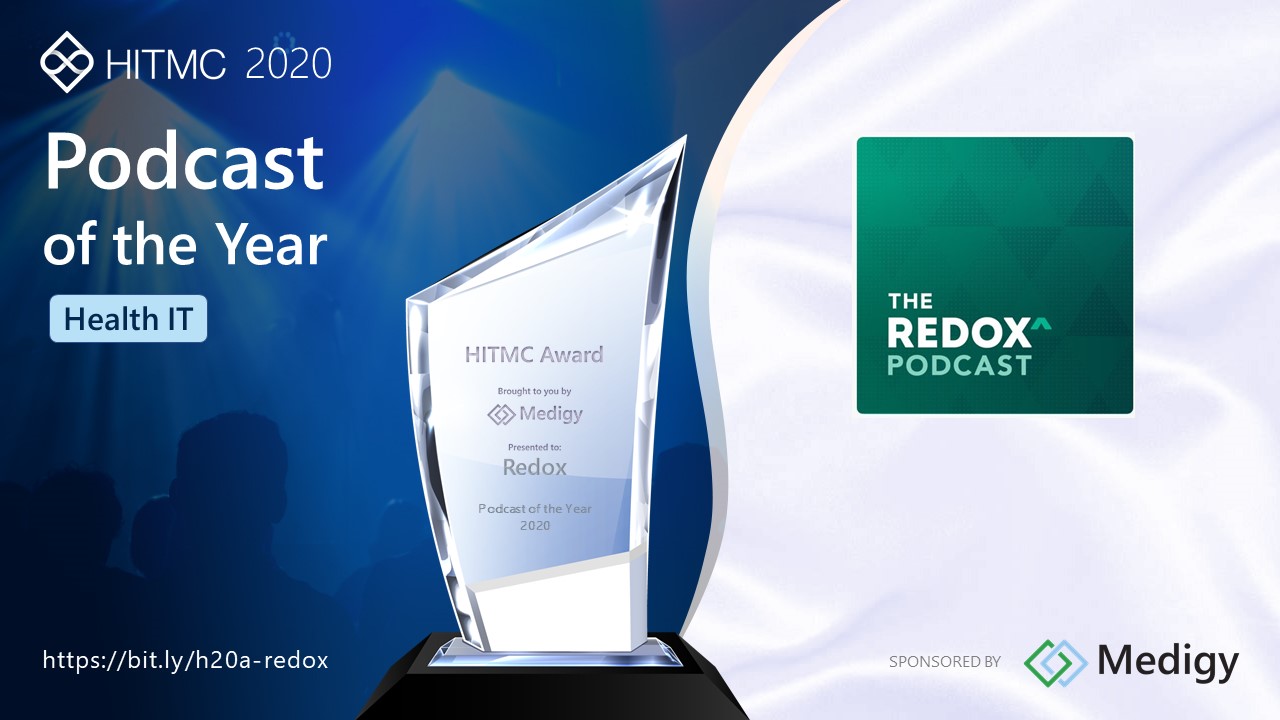 HITMC 2020
Podcast
of the Year
Health IT
HITMC Award
Brought to you by
Medigy
Presented to:
Redox
Podcast of the Year
2020
https://bit.ly/h20a-redox
THE
REDOX^
PODCAST
SPONSORED BY Medigy